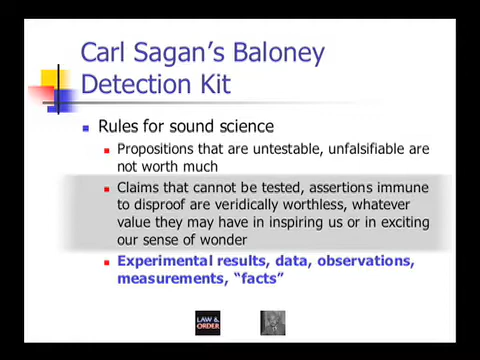 Carl Sagan's Baloney
Detection Kit
Rules for sound science
Propositions that are untestable, unfalsifiable are
not worth much
Claims that cannot be tested, assertions immune
to disproof are veridically worthless, whatever
value they may have in inspiring us or in exciting
our sense of wonder
Experimental results, data, observations,
measurements, “facts”
LAW &
ORDER